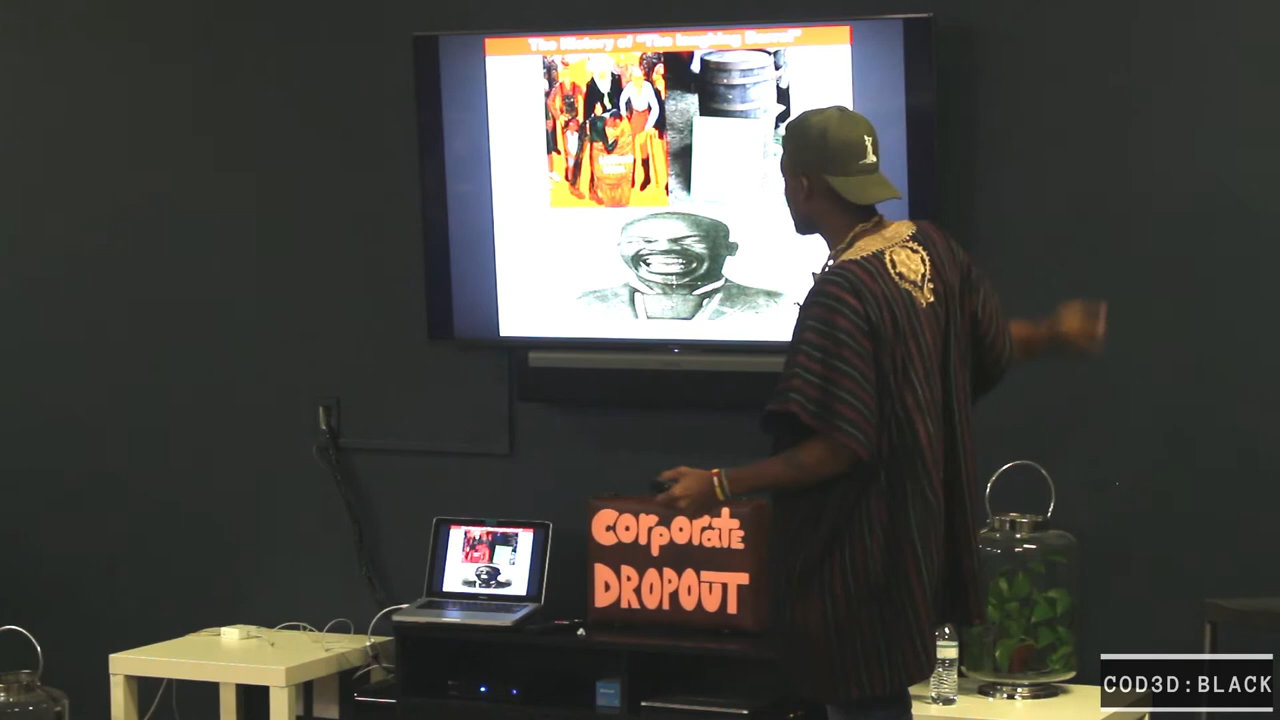 The History of "The laughing Barrel"
corporatE
DROPOUT
COD3D:BLACK